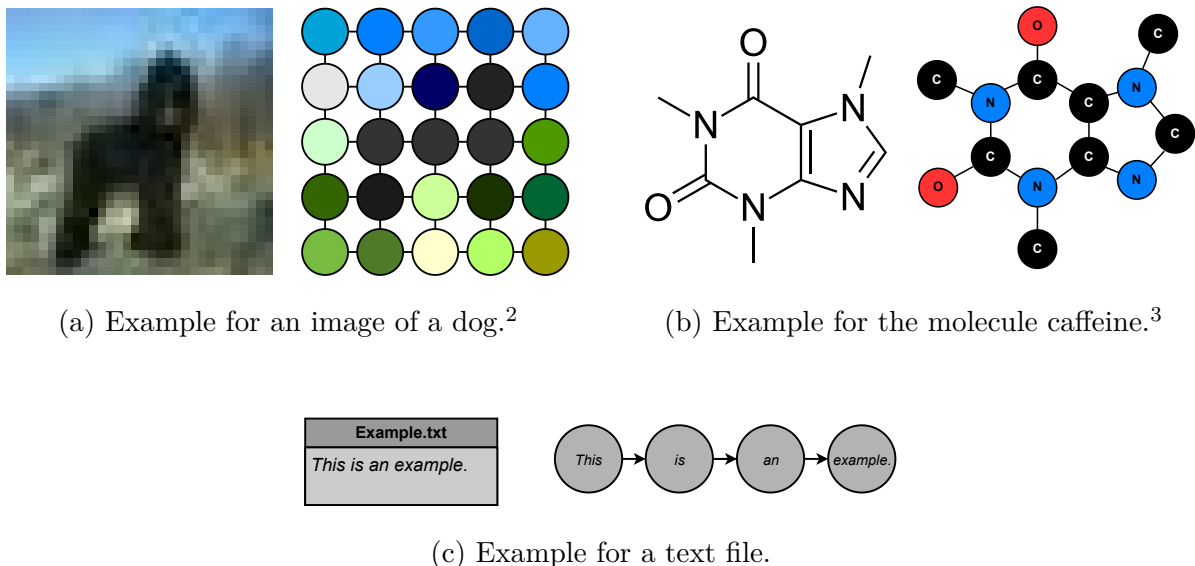 O
N
N
O
N
N
O
C
C
C
N
N
C
C
C
C
O
N
N
C
(a) Example for an image of a dog.²
(b) Example for the molecule caffeine.³
Example.txt
This is an example.
This
is
an
example.
(c) Example for a text file.